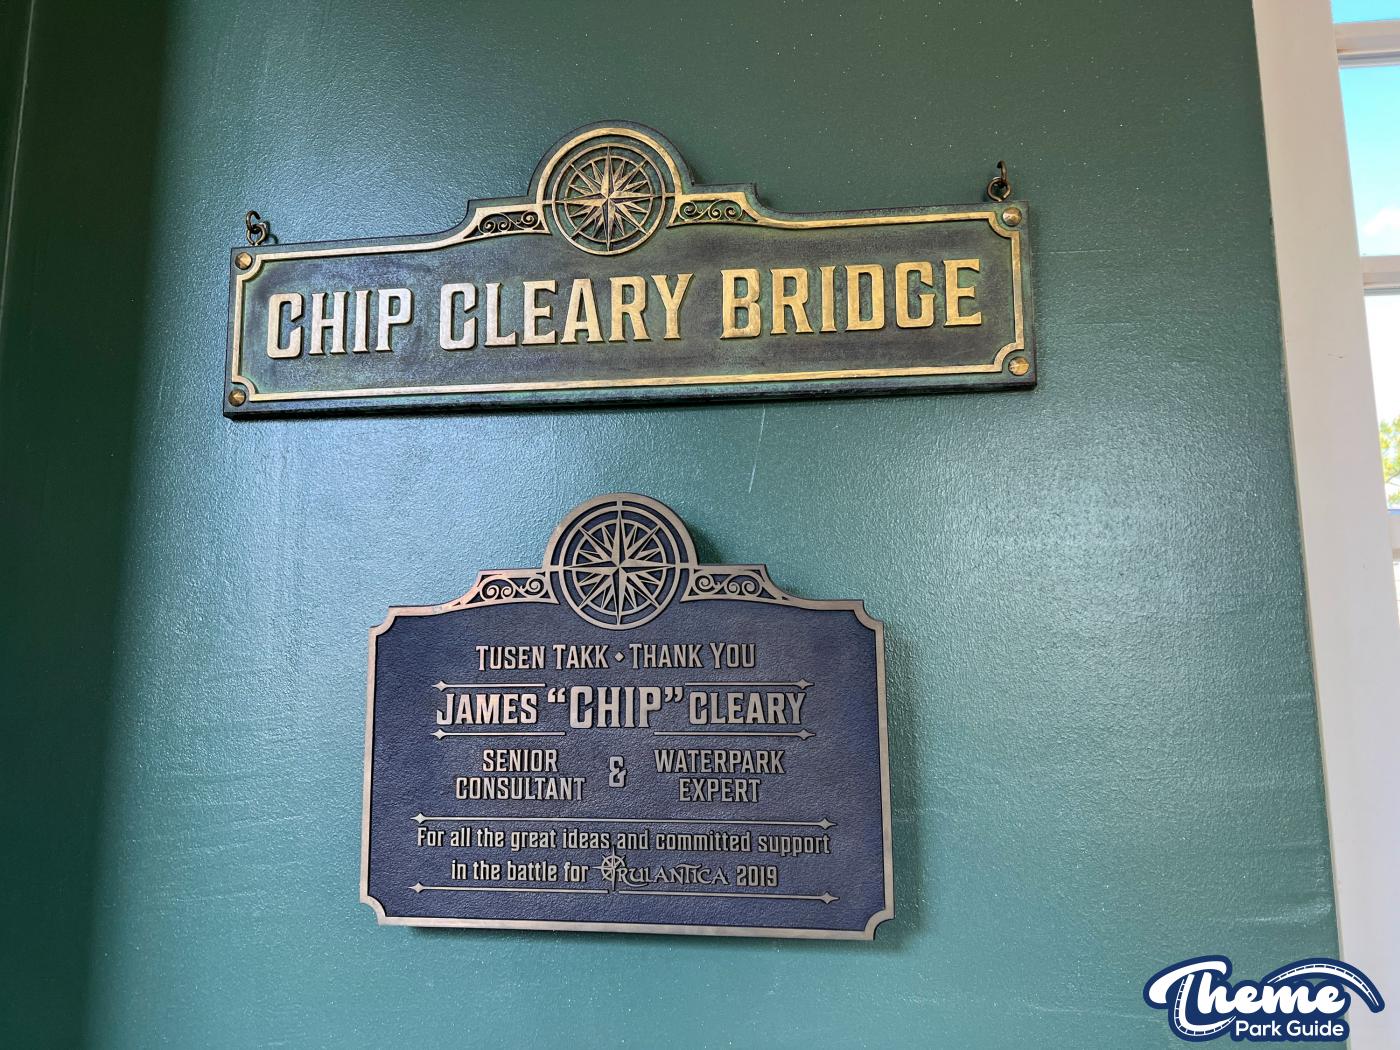 CHIP CLEARY BRIDGE
TUSEN TAKK • THANK YOU
JAMES “CHIP” CLEARY
SENIOR CONSULTANT & WATERPARK EXPERT
For all the great ideas and committed support
in the battle for RULANTICA 2019
Theme
Park Guide